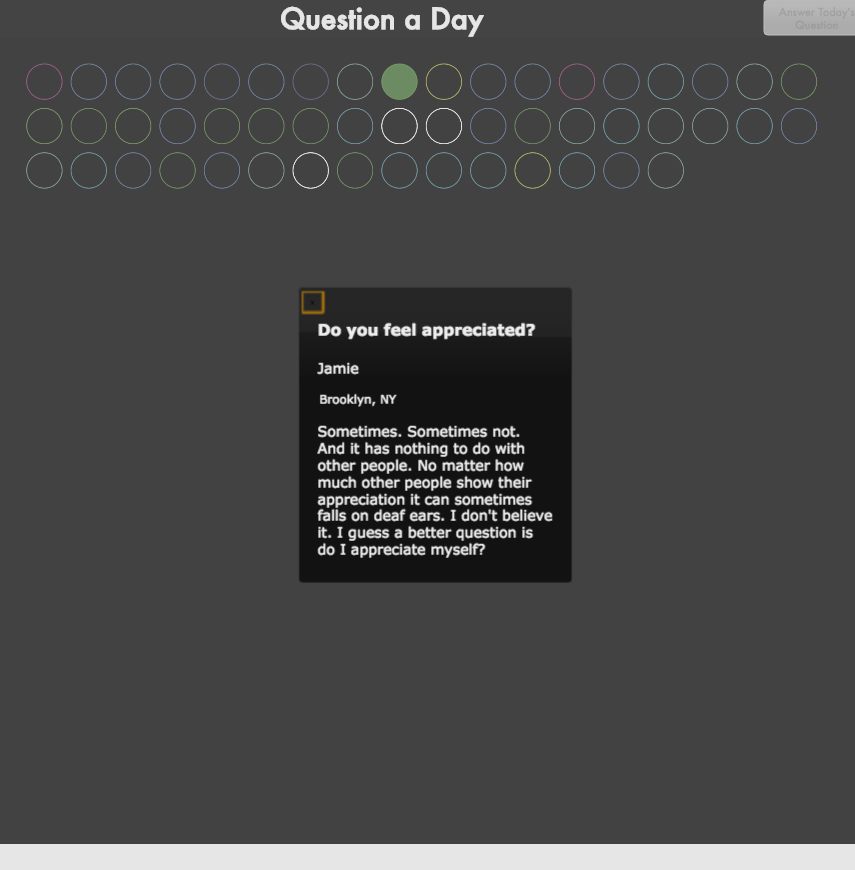 Question a Day
Answer Today's
Question
Do you feel appreciated?
Jamie
Brooklyn, NY
Sometimes. Sometimes not.
And it has nothing to do with
other people. No matter how
much other people show their
appreciation it can sometimes
falls on deaf ears. I don't believe
it. I guess a better question is
do I appreciate myself?